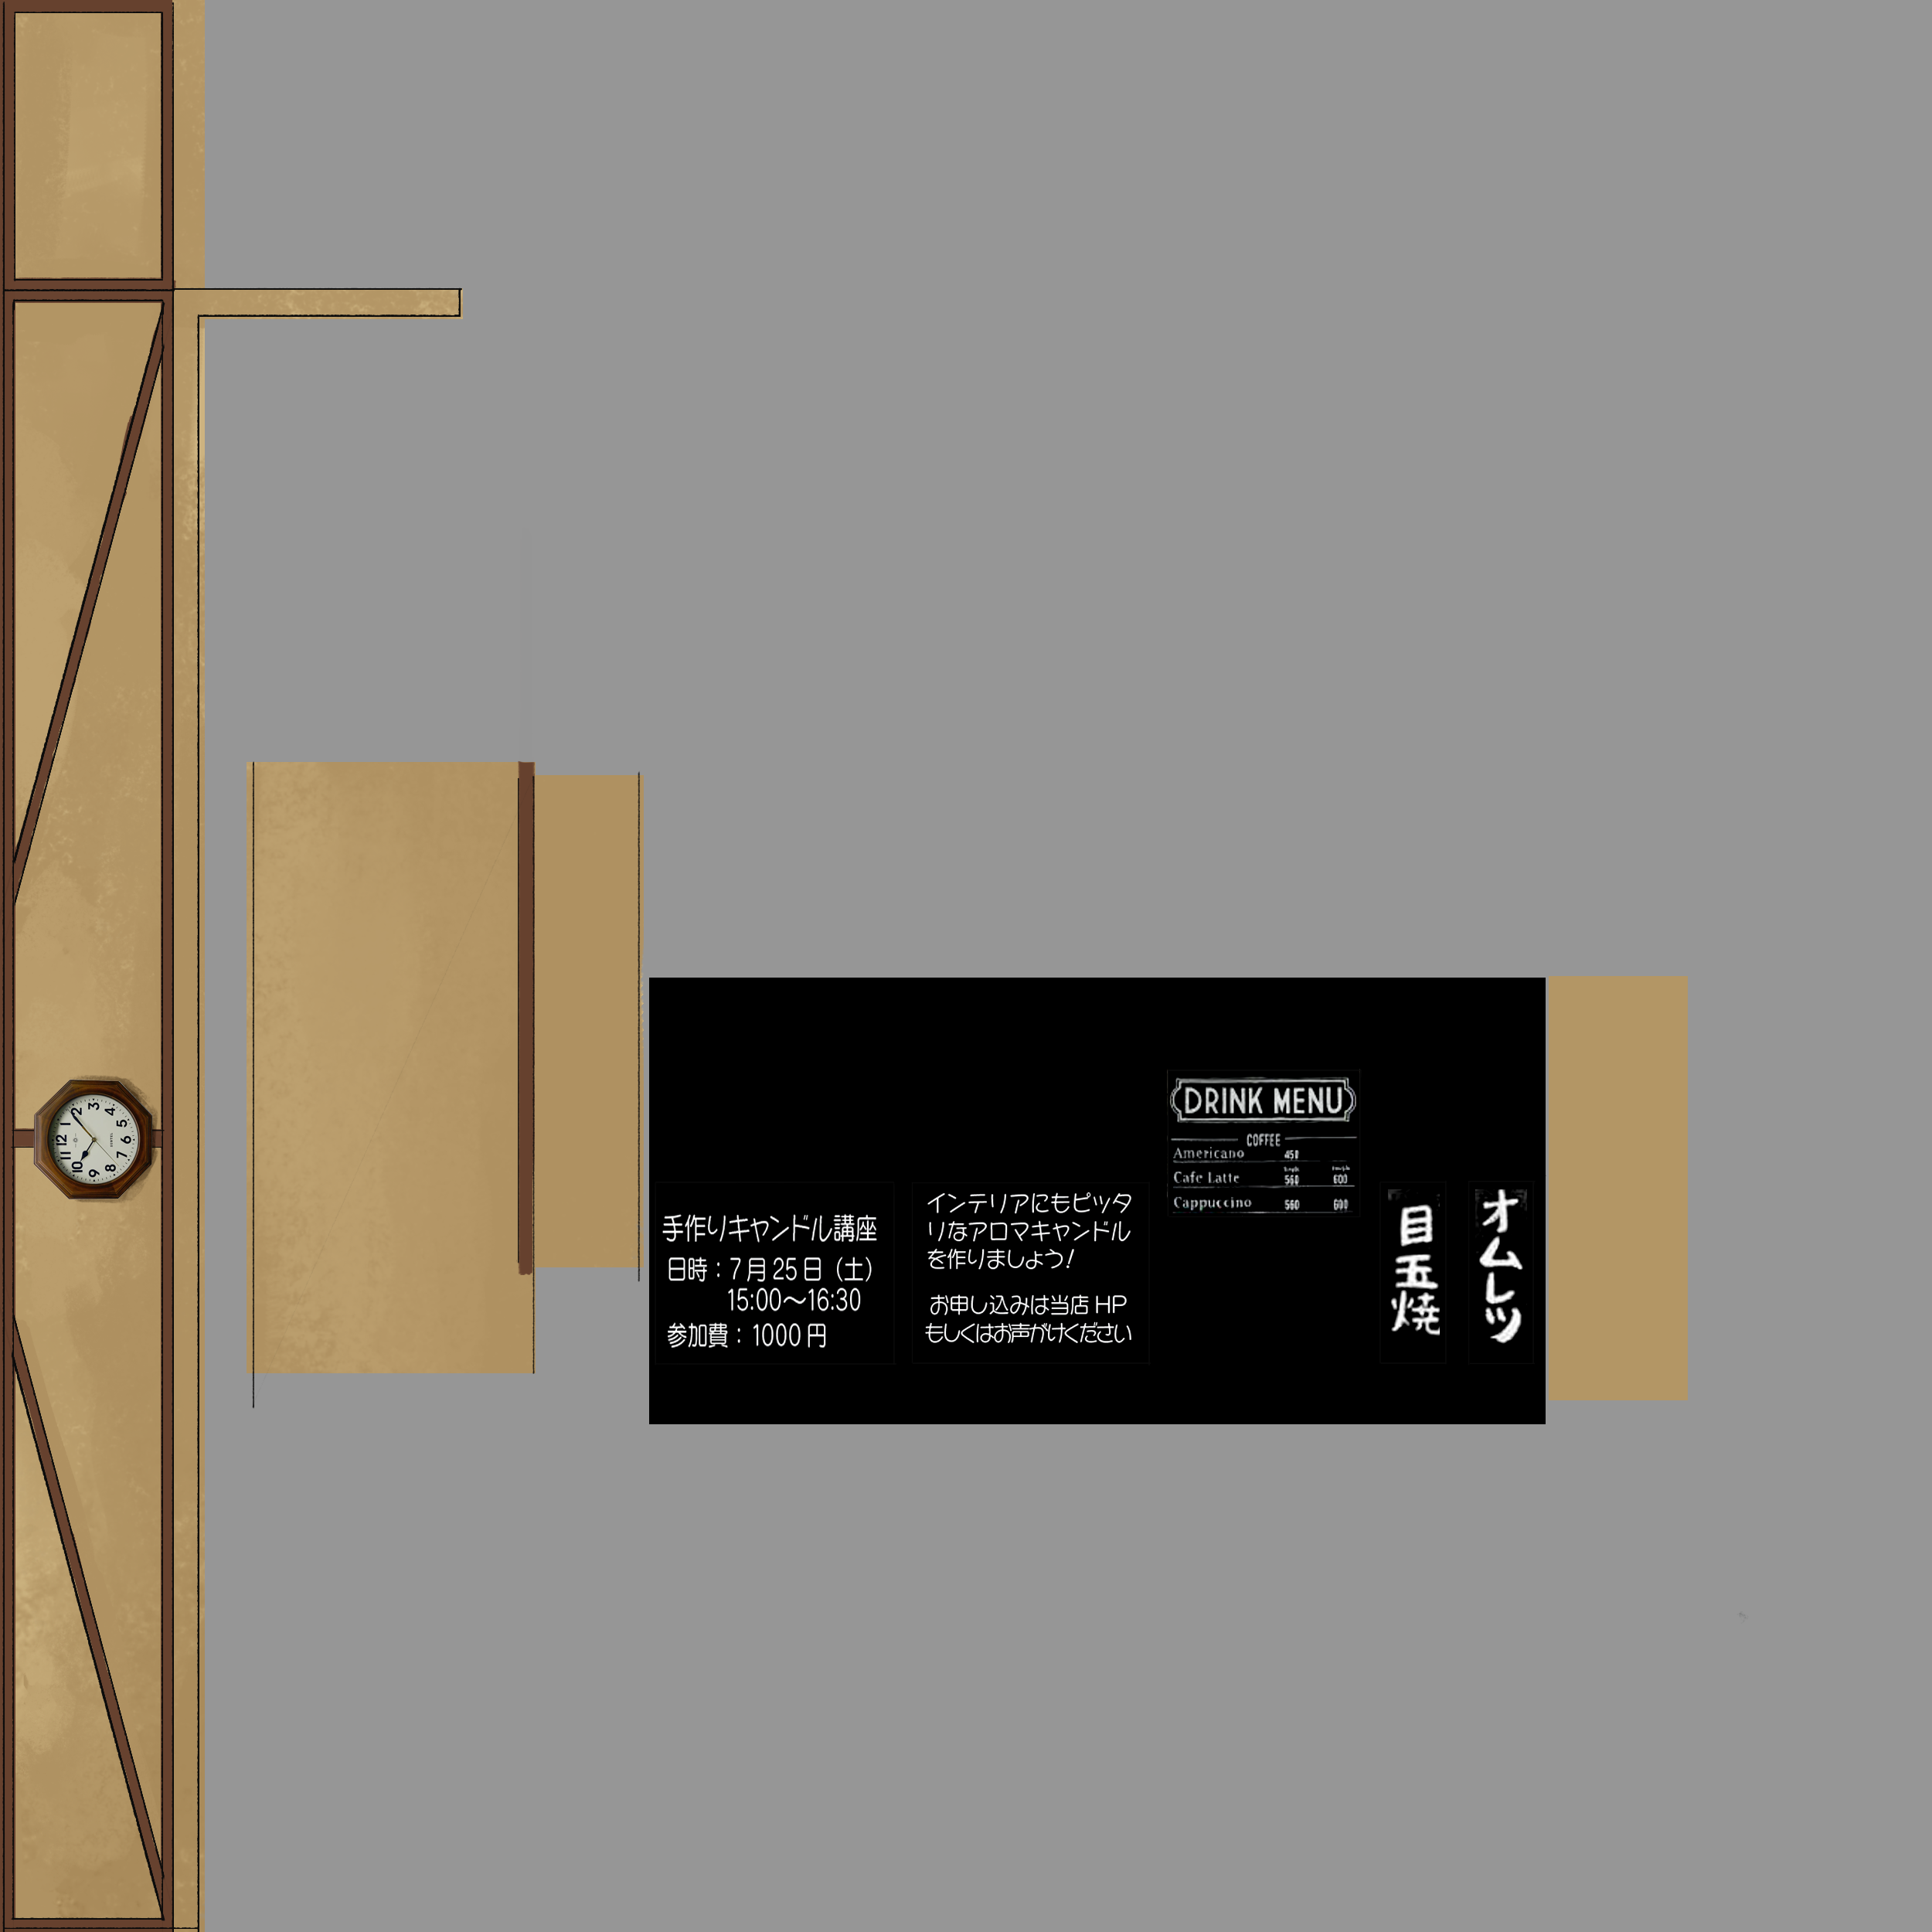 手作りキャンドル講座
日時：7月25日（土）
15:00～16:30
参加費：1000円
インテリアにもピッタ
リなアロマキャンドル
を作りましょう！
お申し込みは当店HP
もしくはお声がけください
DRINK MENU
COFFEE
Americano 450
Cafe Latte 560 600
Cappuccino 560 600
目玉焼
オムレツ
12
1
2
3
4
5
6
7
8
9
10
11